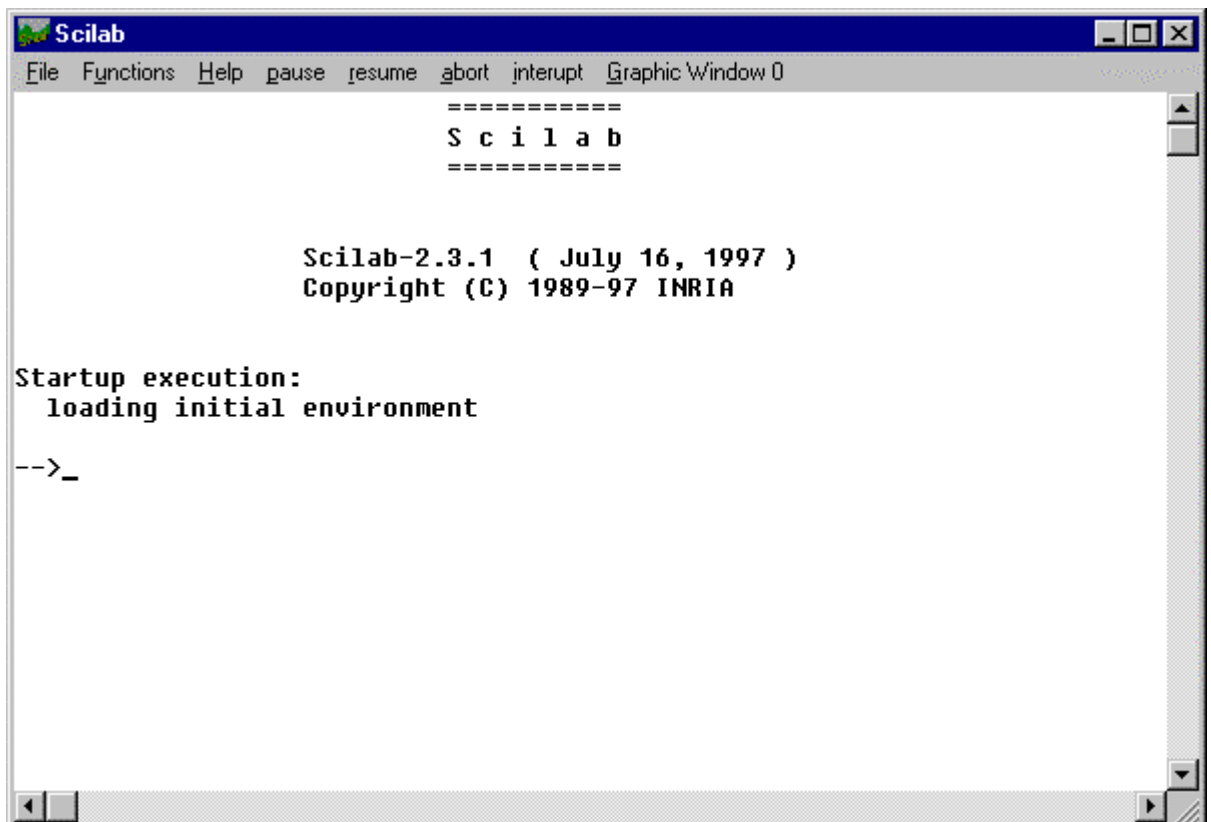 Scilab
File Functions Help pause resume abort interupt Graphic Window 0
===========
S c i l a b
===========
Scilab-2.3.1 ( July 16, 1997 )
Copyright (C) 1989-97 INRIA
Startup execution:
loading initial environment
-->_